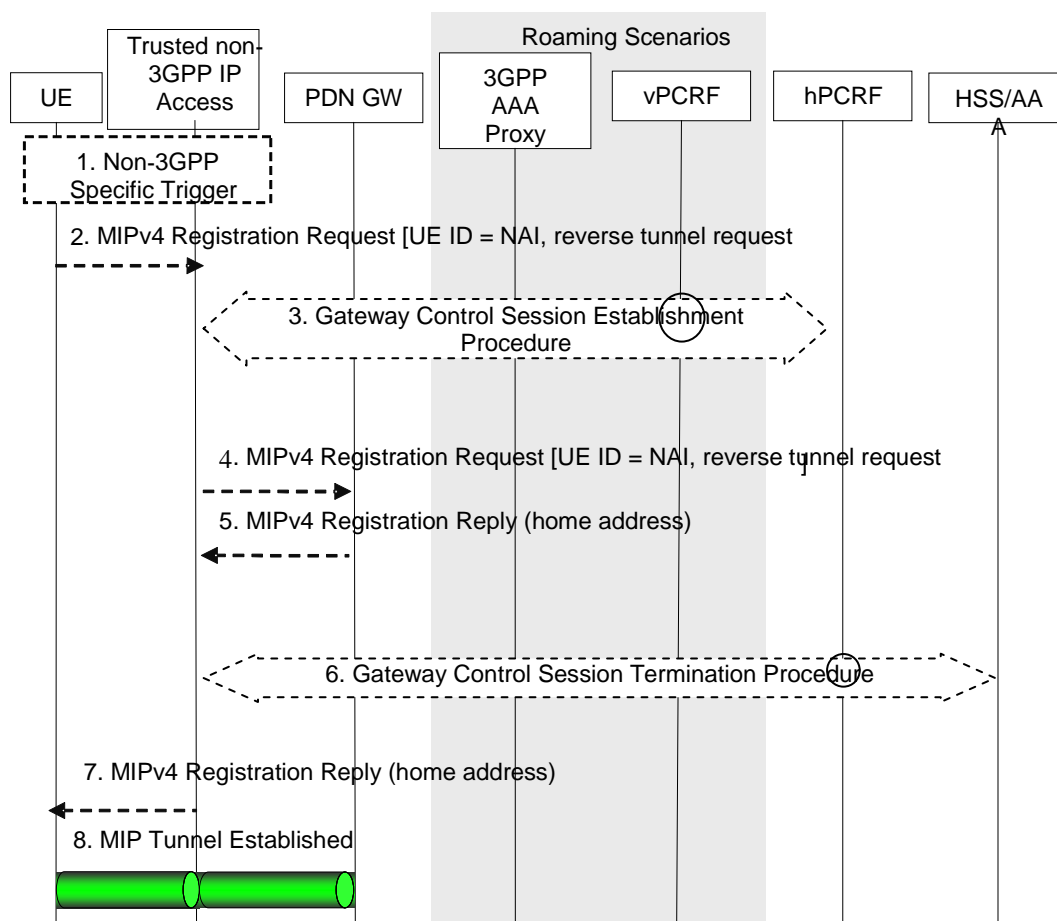 Roaming Scenarios
UE
Trusted non-
3GPP IP
Access
PDN GW
3GPP
AAA
Proxy
vPCRF
hPCRF
HSS/AA
A
1. Non-3GPP
Specific Trigger
2. MIPv4 Registration Request [UE ID = NAI, reverse tunnel request
3. Gateway Control Session Establishment
Procedure
4. MIPv4 Registration Request [UE ID = NAI, reverse tunnel request
]
5. MIPv4 Registration Reply (home address)
6. Gateway Control Session Termination Procedure
7. MIPv4 Registration Reply (home address)
8. MIP Tunnel Established